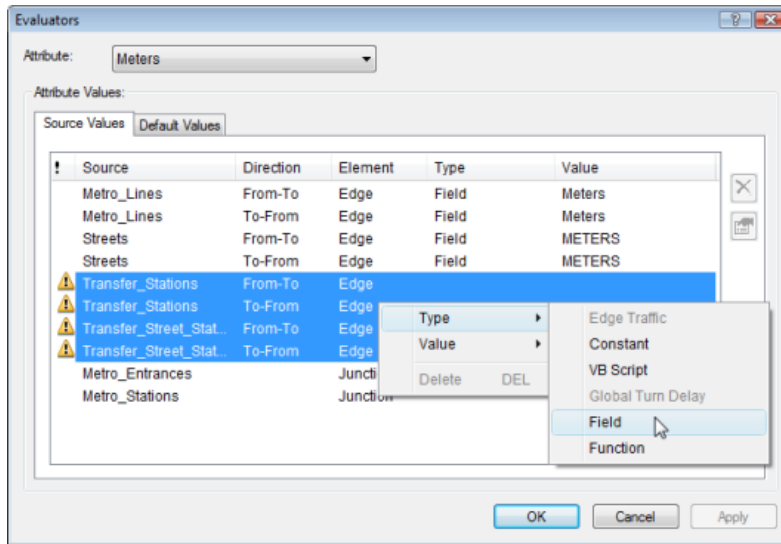 Evaluators
Attribute: Meters
Attribute Values:
Source Values Default Values
! Source Direction Element Type Value
Metro_Lines From-To Edge Field Meters
Metro_Lines To-From Edge Field Meters
Streets From-To Edge Field METERS
Streets To-From Edge Field METERS
Transfer_Stations From-To Edge
Transfer_Stations To-From Edge
Transfer_Street_Stat... From-To Edge
Transfer_Street_Stat... To-From Edge
Metro_Entrances Juncti
Metro_Stations Junction
Type
Value
Delete DEL
Edge Traffic
Constant
VB Script
Global Turn Delay
Field
Function
OK Cancel Apply